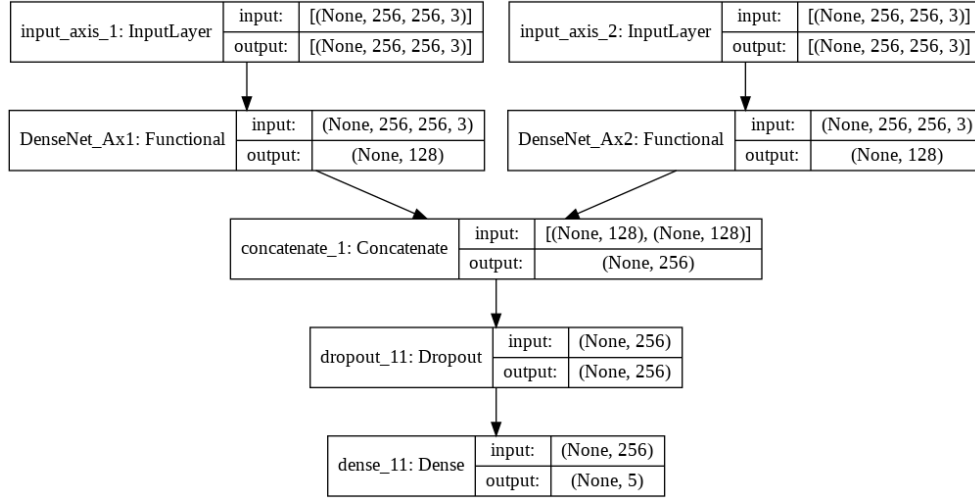 input_axis_1: InputLayer
input: [(None, 256, 256, 3)]
output: [(None, 256, 256, 3)]
input_axis_2: InputLayer
input: [(None, 256, 256, 3)]
output: [(None, 256, 256, 3)]
DenseNet_Ax1: Functional
input: (None, 256, 256, 3)
output: (None, 128)
DenseNet_Ax2: Functional
input: (None, 256, 256, 3)
output: (None, 128)
concatenate_1: Concatenate
input: [(None, 128), (None, 128)]
output: (None, 256)
dropout_11: Dropout
input: (None, 256)
output: (None, 256)
dense_11: Dense
input: (None, 256)
output: (None, 5)